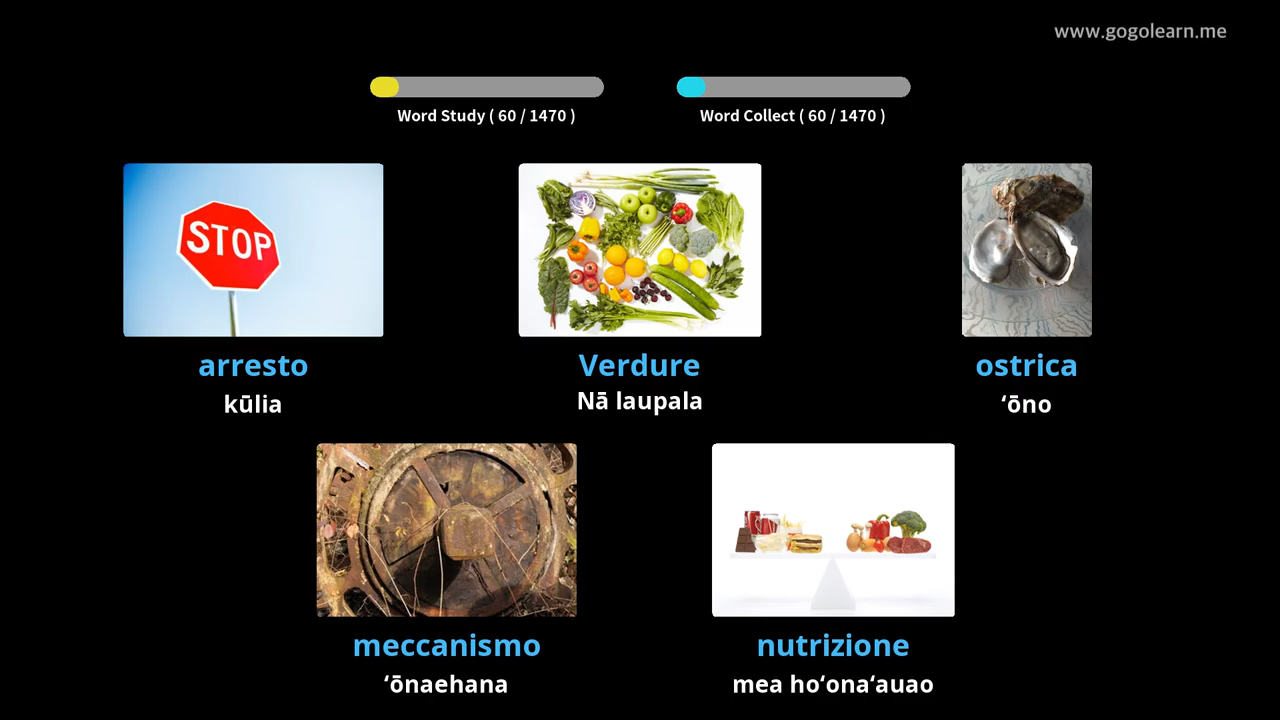 www.gogolearn.me
Word Study ( 60 / 1470 )
Word Collect ( 60 / 1470 )
STOP
arresto
kūlia
Verdure
Nā laupala
ostrica
ʻōno
meccanismo
ʻōnaehana
nutrizione
mea hoʻonaʻauao